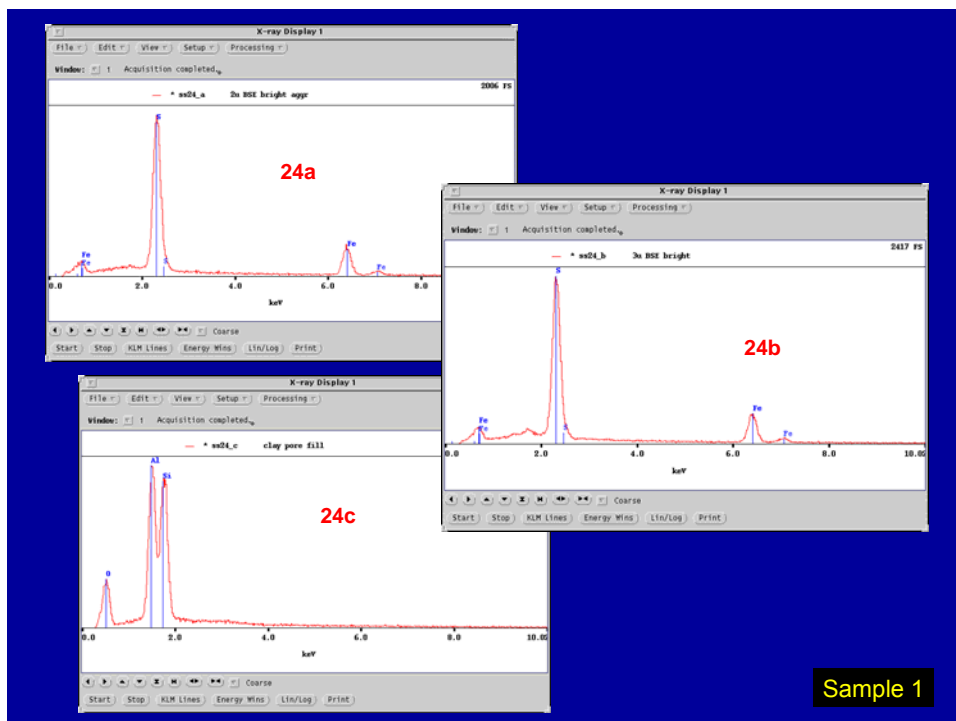 X-ray Display 1
File Edit View Setup Processing
Window: 1 Acquisition completed.
2006 FS
* ss24_a 2u BSE bright aggr
S
24a
Fe
Fe
Fe
S
Fe
0.0 2.0 4.0 6.0 8.0
keV
Coarse
Start Stop KLM Lines Energy Wins Lin/Log Print
X-ray Display 1
File Edit View Setup Processing
Window: 1 Acquisition completed.
2417 FS
* ss24_b 3u BSE bright
S
24b
Fe
Fe
Fe
S
Fe
0.0 2.0 4.0 6.0 8.0 10.0
keV
Coarse
Start Stop KLM Lines Energy Wins Lin/Log Print
X-ray Display 1
File Edit View Setup Processing
Window: 1 Acquisition completed.
* ss24_c clay pore fill
Al
Si
24c
O
0.0 2.0 4.0 6.0 8.0 10.0
keV
Coarse
Start Stop KLM Lines Energy Wins Lin/Log Print
Sample 1